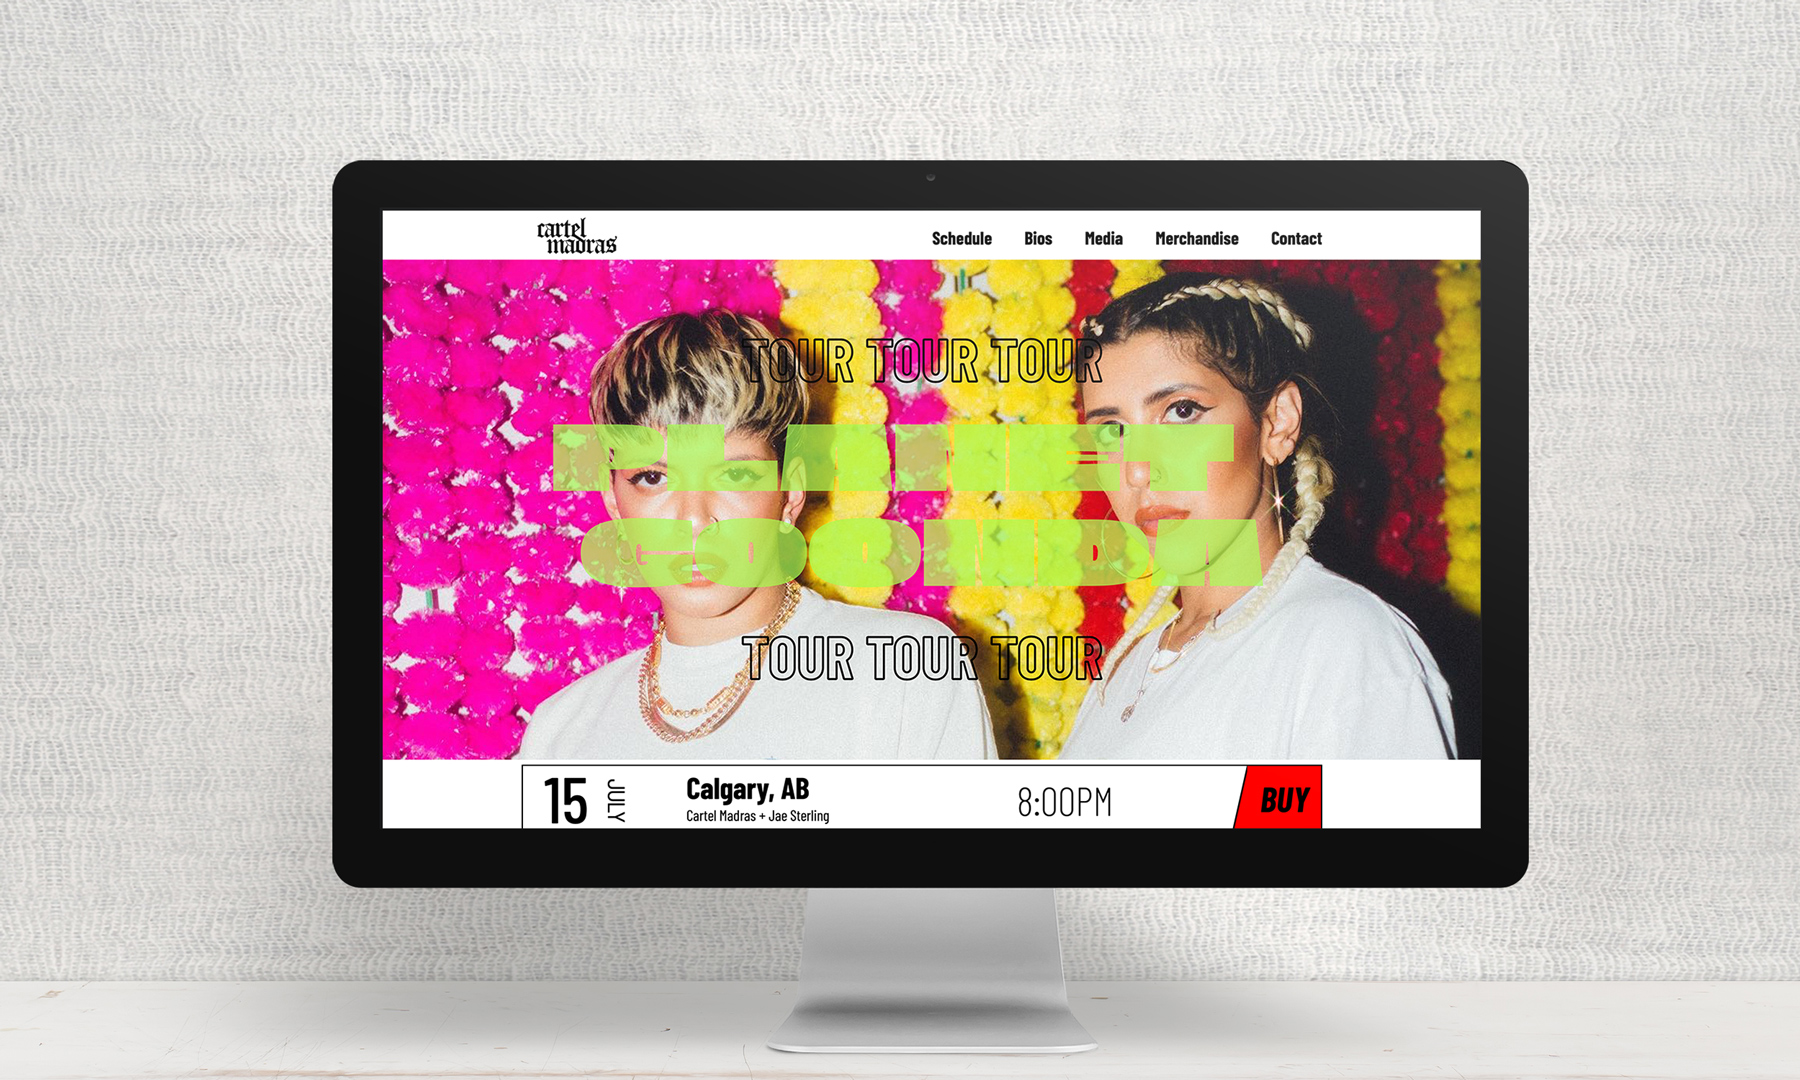 cartel
madras
Schedule Bios Media Merchandise Contact
TOUR TOUR TOUR
PLANET
GOONDA
TOUR TOUR TOUR
15 JULY Calgary, AB 8:00PM BUY
Cartel Madras + Jae Sterling